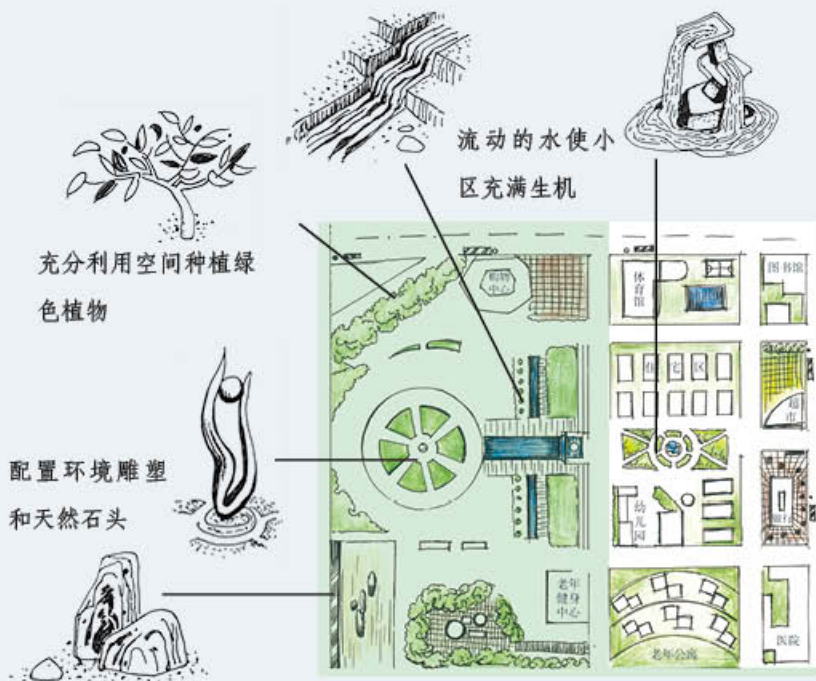 流动的水使小
区充满生机
充分利用空间种植绿
色植物
配置环境雕塑
和天然石头
购物
中心
体
育
馆
图书馆
住宅区
超
市
幼
儿
园
银行
老年
健身
中心
老年公寓
医院